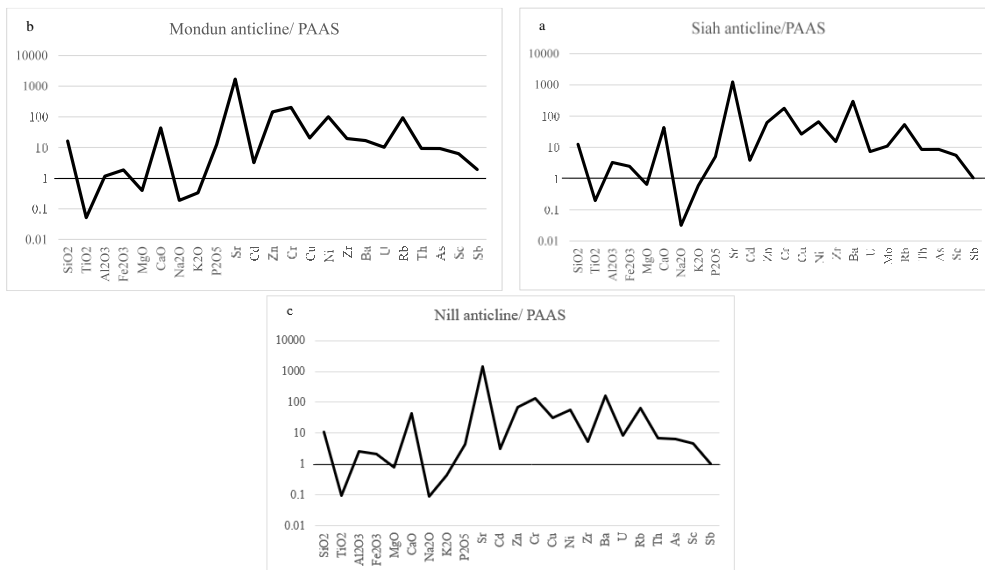 b
Mondun anticline/ PAAS
10000
1000
100
10
1
0.1
0.01
SiO2
TiO2
Al2O3
Fe2O3
MgO
CaO
Na2O
K2O
P2O5
Sr
Cd
Zn
Cr
Cu
Ni
Zr
Ba
U
Rb
Th
As
Sc
Sb
a
Siah anticline/PAAS
10000
1000
100
10
1
0.1
0.01
SiO2
TiO2
Al2O3
Fe2O3
MgO
CaO
Na2O
K2O
P2O5
Sr
Cd
Zn
Cr
Cu
Ni
Zr
Ba
U
Mo
Rb
Th
As
Sc
Sb
c
Nill anticline/ PAAS
10000
1000
100
10
1
0.1
0.01
SiO2
TiO2
Al2O3
Fe2O3
MgO
CaO
Na2O
K2O
P2O5
Sr
Cd
Zn
Cr
Cu
Ni
Zr
Ba
U
Rb
Th
As
Sc
Sb